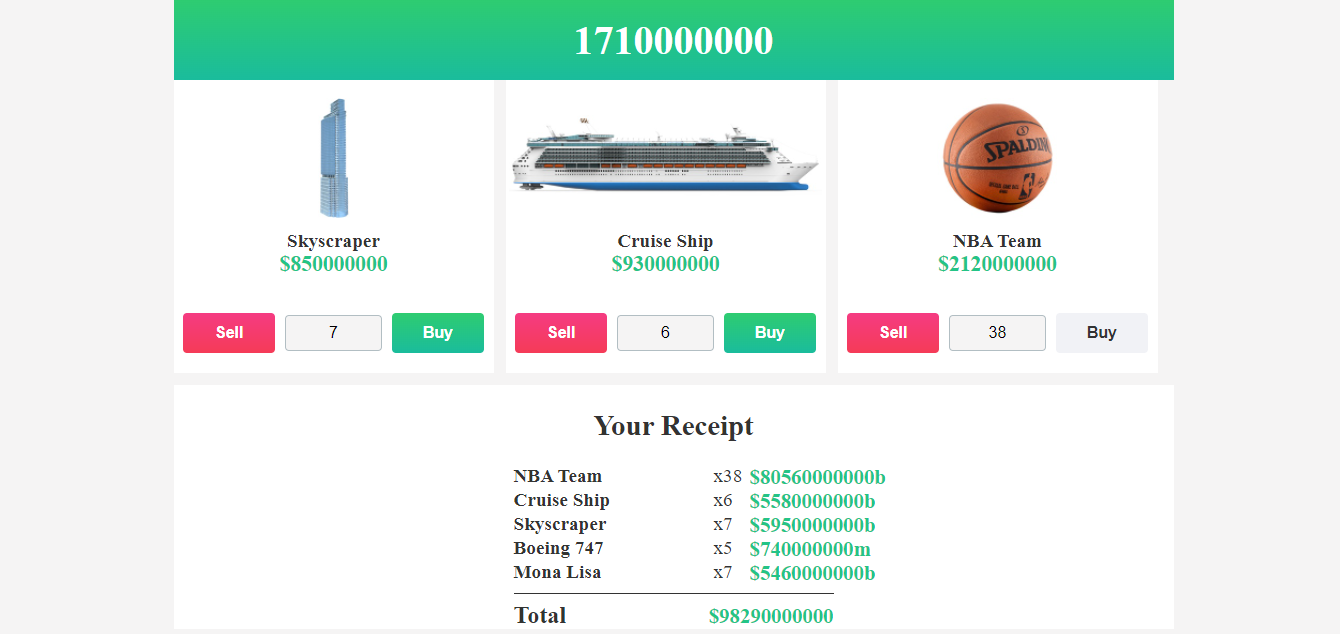 1710000000
SPALDING
Skyscraper
$850000000
Cruise Ship
$930000000
NBA Team
$2120000000
Sell 7 Buy
Sell 6 Buy
Sell 38 Buy
Your Receipt
NBA Team x38 $80560000000b
Cruise Ship x6 $5580000000b
Skyscraper x7 $5950000000b
Boeing 747 x5 $740000000m
Mona Lisa x7 $5460000000b
Total $98290000000